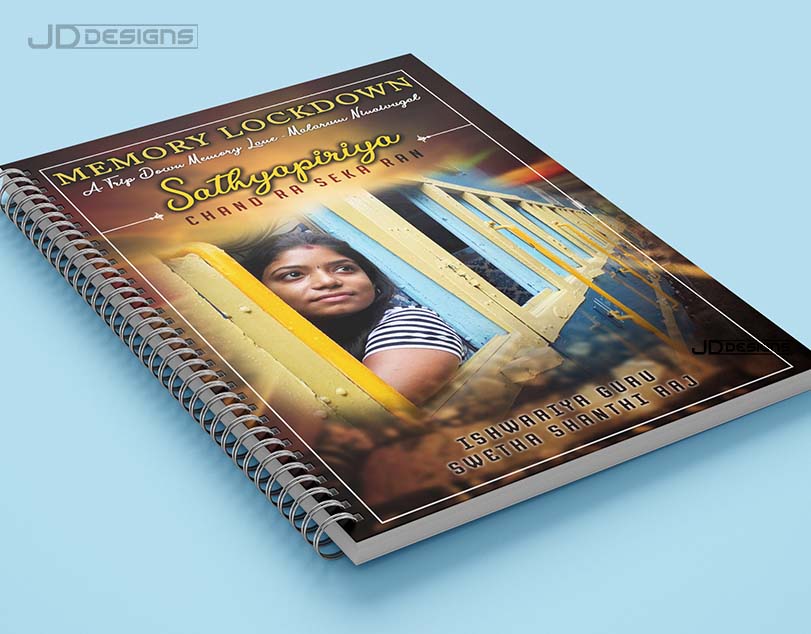 JD DESIGNS
MEMORY LOCKDOWN
A Trip Down Memory Lane - Malarum Ninaivugal
Sathyapiriya
CHAND RA SEKA RAN
JD DESIGNS
ISHWARIYA GURU
SWETHA SHANTHI RAJ